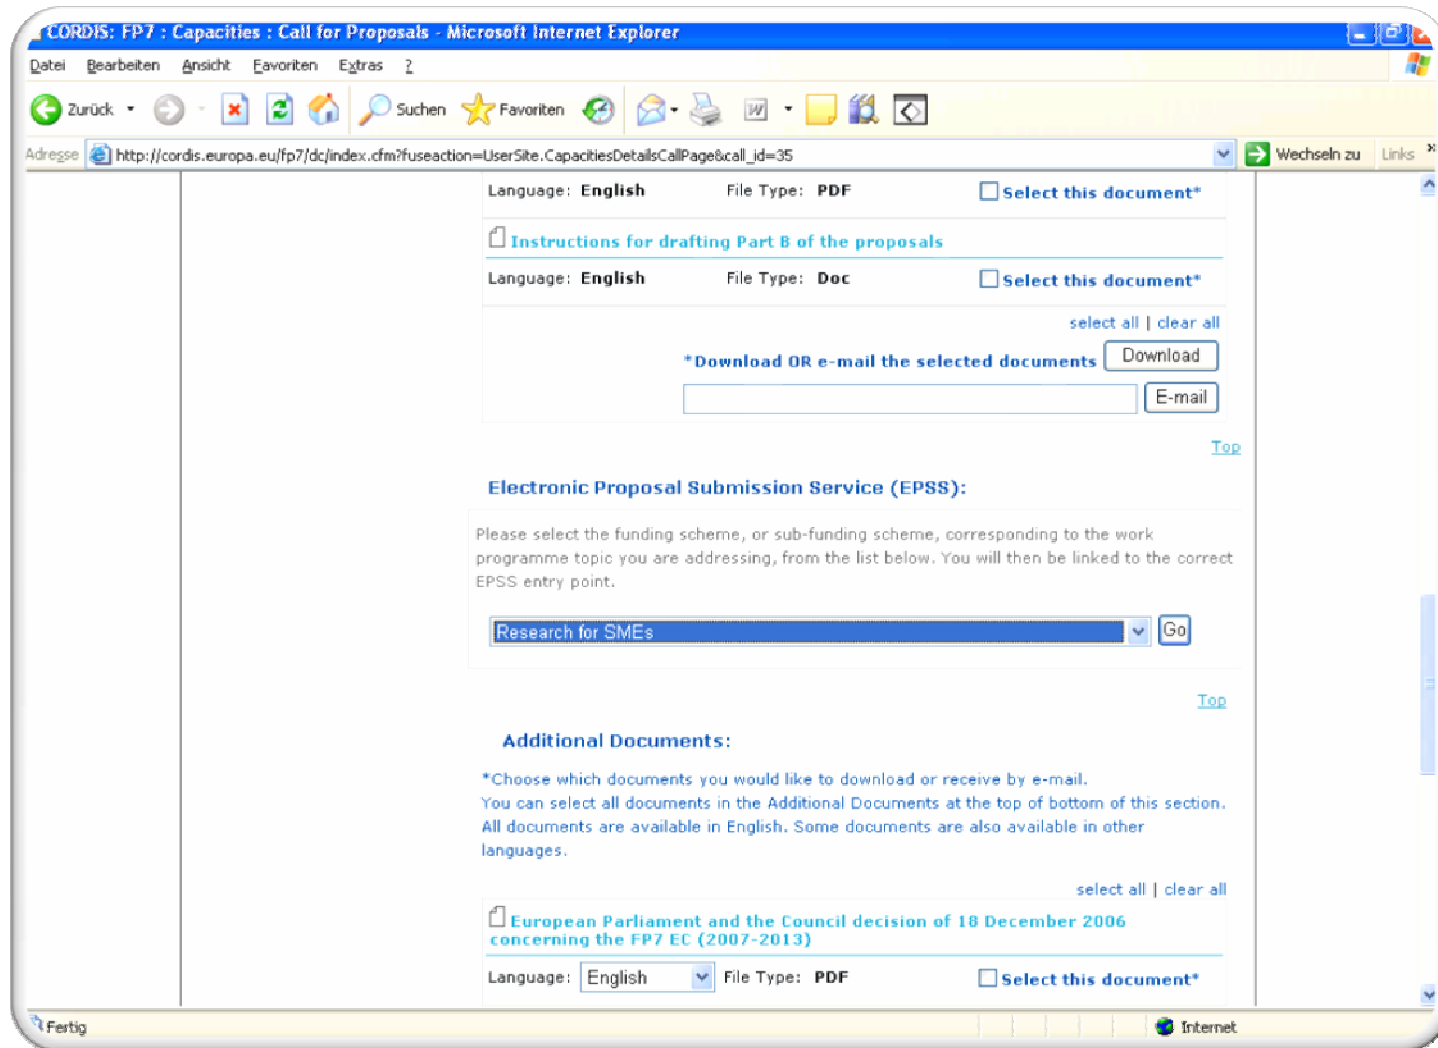 CORDIS: FP7 : Capacities : Call for Proposals - Microsoft Internet Explorer
Datei Bearbeiten Ansicht Favoriten Extras ?
Zurück Suchen Favoriten
Adresse http://cordis.europa.eu/fp7/dc/index.cfm?fuseaction=UserSite.CapacitiesDetailsCallPage&call_id=35 Wechseln zu Links »
Language: English File Type: PDF Select this document*
Instructions for drafting Part B of the proposals
Language: English File Type: Doc Select this document*
select all | clear all
*Download OR e-mail the selected documents Download
E-mail
Top
Electronic Proposal Submission Service (EPSS):
Please select the funding scheme, or sub-funding scheme, corresponding to the work
programme topic you are addressing, from the list below. You will then be linked to the correct
EPSS entry point.
Research for SMEs Go
Top
Additional Documents:
*Choose which documents you would like to download or receive by e-mail.
You can select all documents in the Additional Documents at the top of bottom of this section.
All documents are available in English. Some documents are also available in other
languages.
select all | clear all
European Parliament and the Council decision of 18 December 2006
concerning the FP7 EC (2007-2013)
Language: English File Type: PDF Select this document*
Fertig Internet